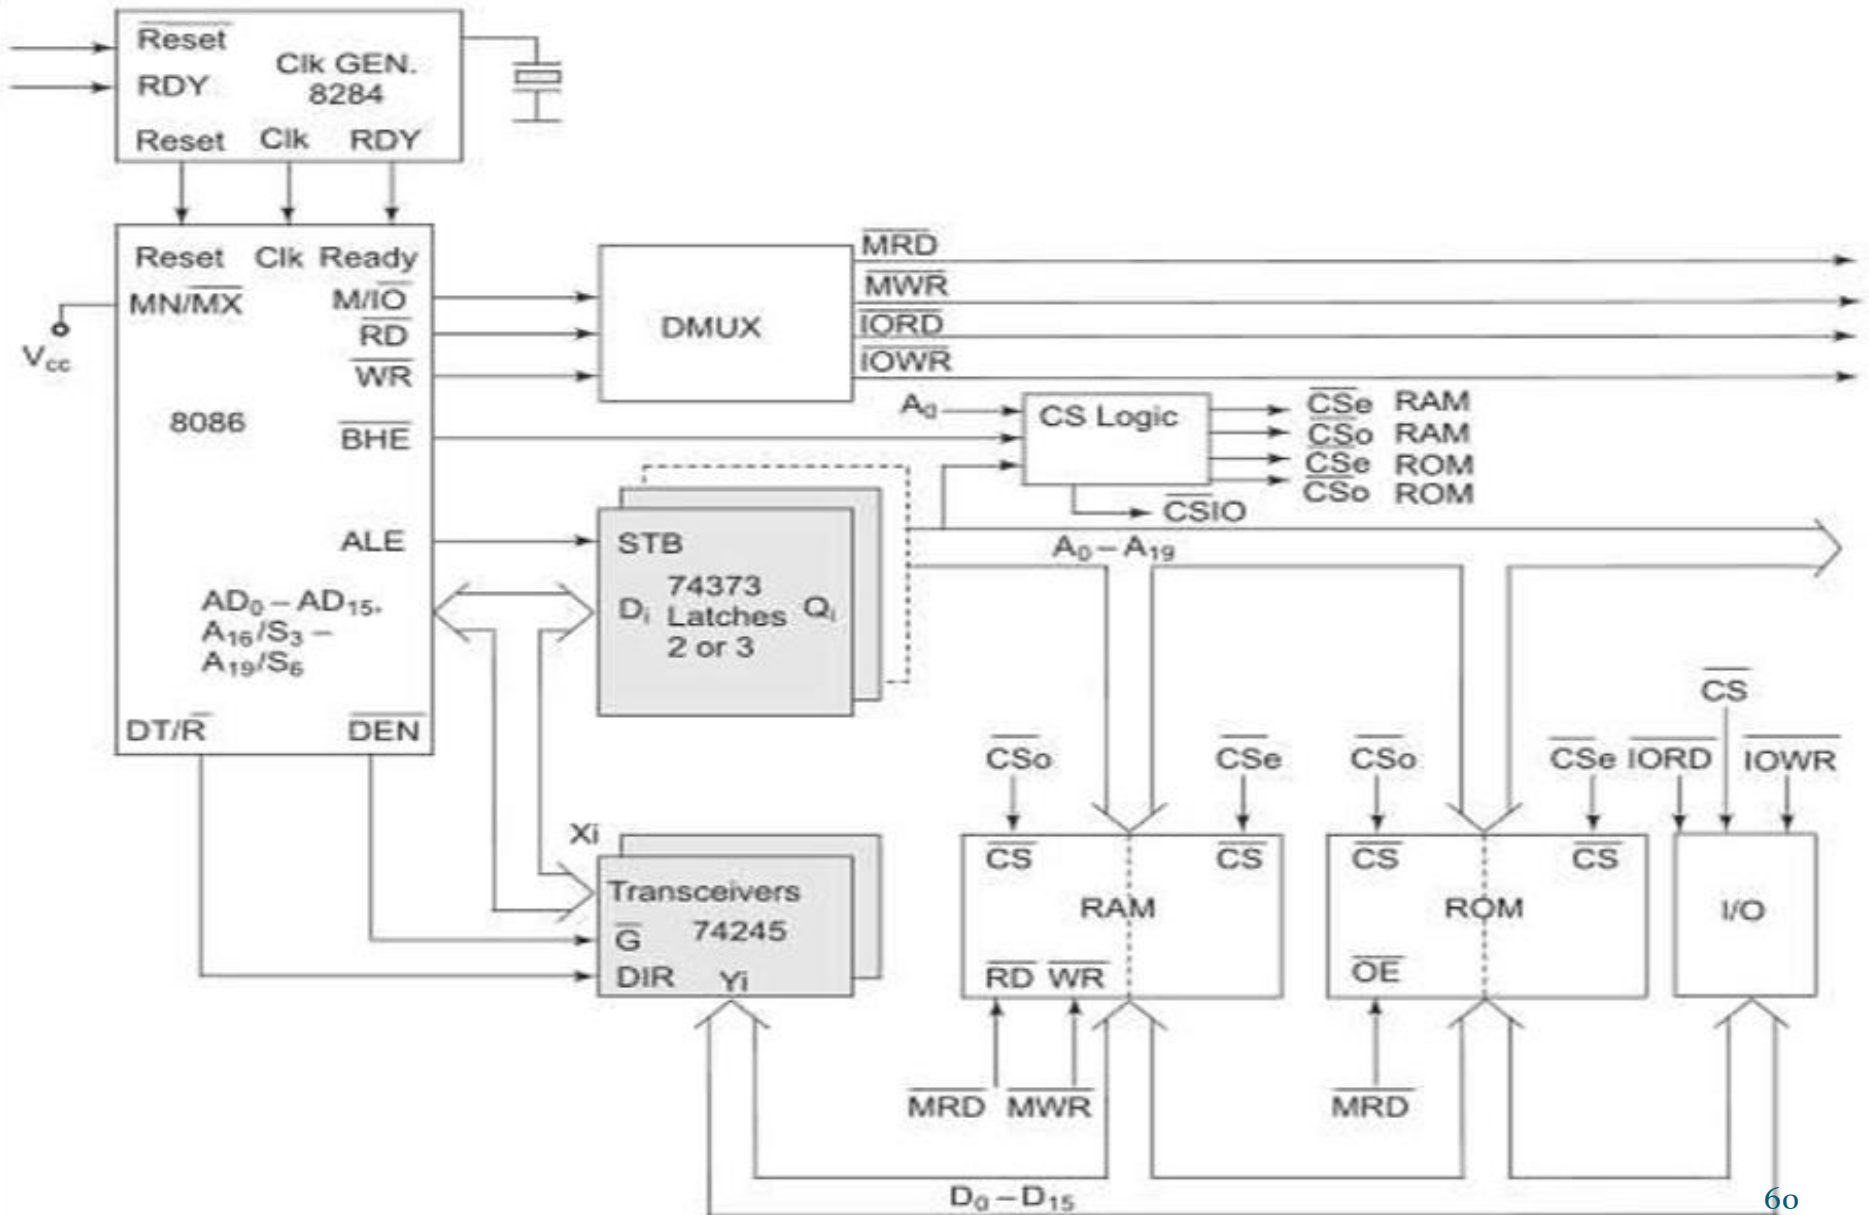 Reset
RDY
Clk GEN.
8284
Reset Clk RDY
Reset Clk Ready
MN/MX
M/IO
RD
WR
Vcc
8086
BHE
ALE
AD0 – AD15,
A16/S3 –
A19/S6
DT/R
DEN
DMUX
MRD
MWR
IORD
IOWR
A0
CS Logic
CSe RAM
CSo RAM
CSe ROM
CSo ROM
CSIO
STB
74373
Di Latches Qi
2 or 3
A0 – A19
Xi
Transceivers
G 74245
DIR Yi
CSo
CSe
CSo
CSe
IORD
CS
IOWR
CS
CS
RAM
RD WR
CS
CS
ROM
OE
I/O
MRD MWR
MRD
D0 – D15
60